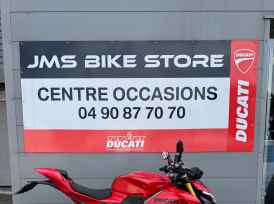 JMS BIKE STORE
DUCATI
CENTRE OCCASIONS
04 90 87 70 70
DUCATI
DUCATI